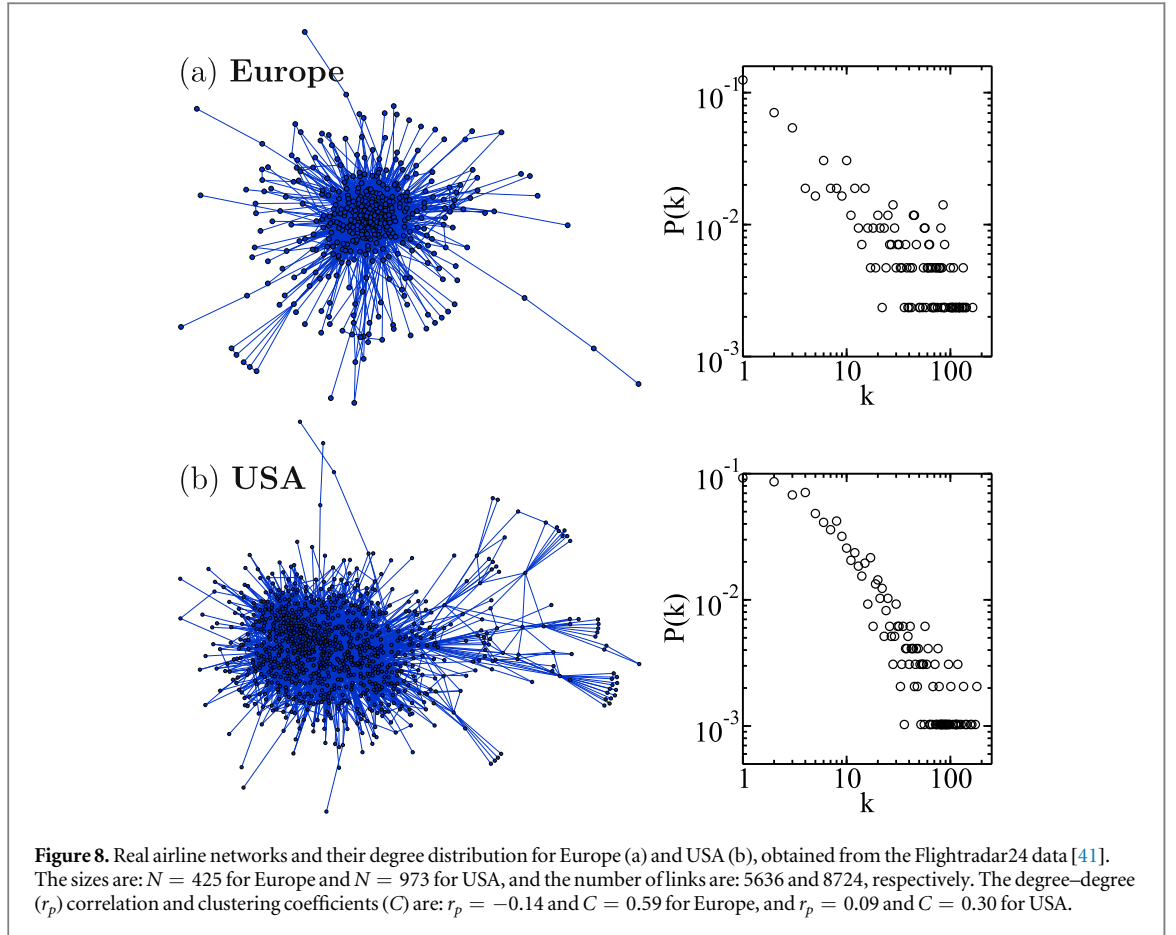 (a) Europe
10^-1
10^-2
10^-3
P(k)
1 10 100
k
(b) USA
10^-1
10^-2
10^-3
P(k)
1 10 100
k
Figure 8. Real airline networks and their degree distribution for Europe (a) and USA (b), obtained from the Flightradar24 data [41].
The sizes are: N = 425 for Europe and N = 973 for USA, and the number of links are: 5636 and 8724, respectively. The degree–degree
(r_p) correlation and clustering coefficients (C) are: r_p = −0.14 and C = 0.59 for Europe, and r_p = 0.09 and C = 0.30 for USA.